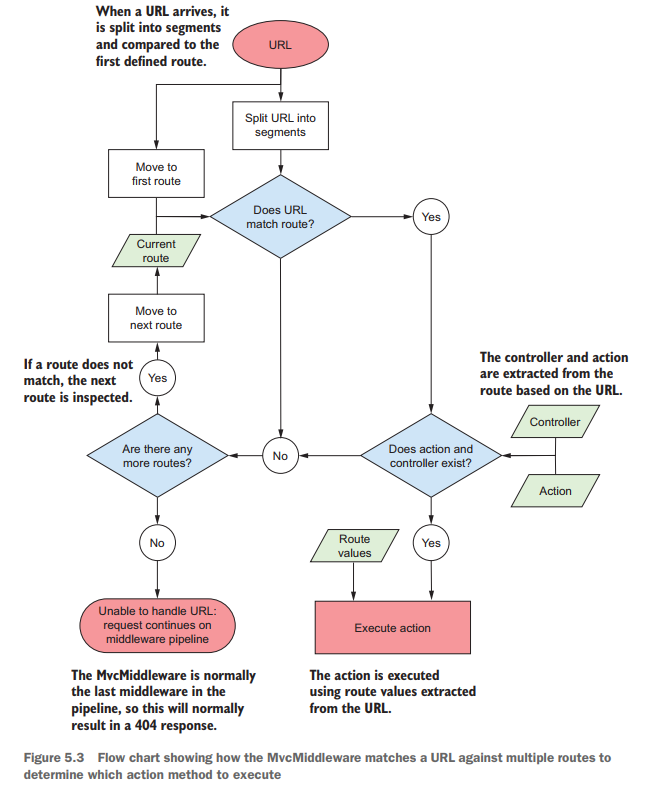 When a URL arrives, it
is split into segments
and compared to the
first defined route.
URL
Split URL into
segments
Move to
first route
Does URL
match route?
Yes
Current
route
Move to
next route
If a route does not
match, the next
route is inspected.
Yes
The controller and action
are extracted from the
route based on the URL.
Controller
Are there any
more routes?
No
Does action and
controller exist?
Action
No
Route
values
Yes
Unable to handle URL:
request continues on
middleware pipeline
Execute action
The MvcMiddleware is normally
the last middleware in the
pipeline, so this will normally
result in a 404 response.
The action is executed
using route values extracted
from the URL.
Figure 5.3 Flow chart showing how the MvcMiddleware matches a URL against multiple routes to
determine which action method to execute